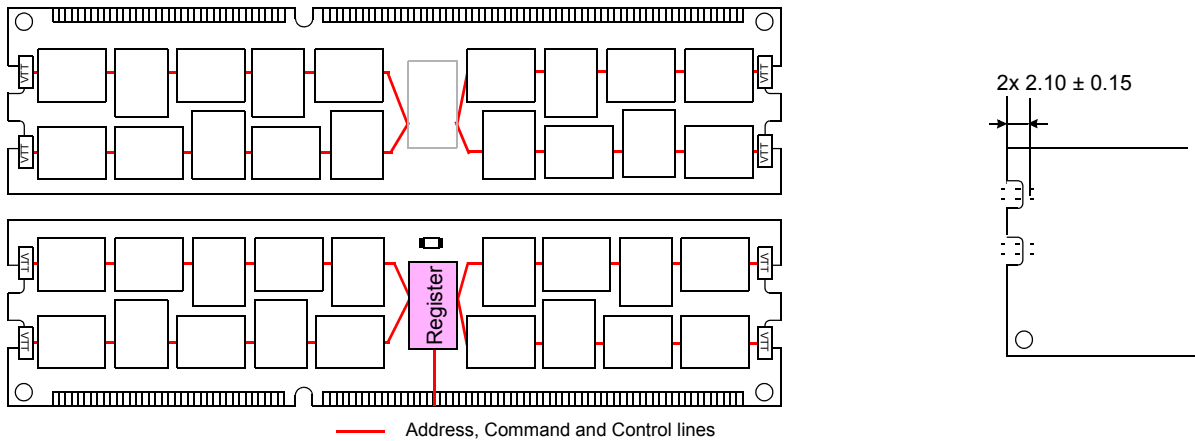 VTT VTT
2x 2.10 ± 0.15
VTT VTT
VTT Register VTT
VTT VTT
Address, Command and Control lines